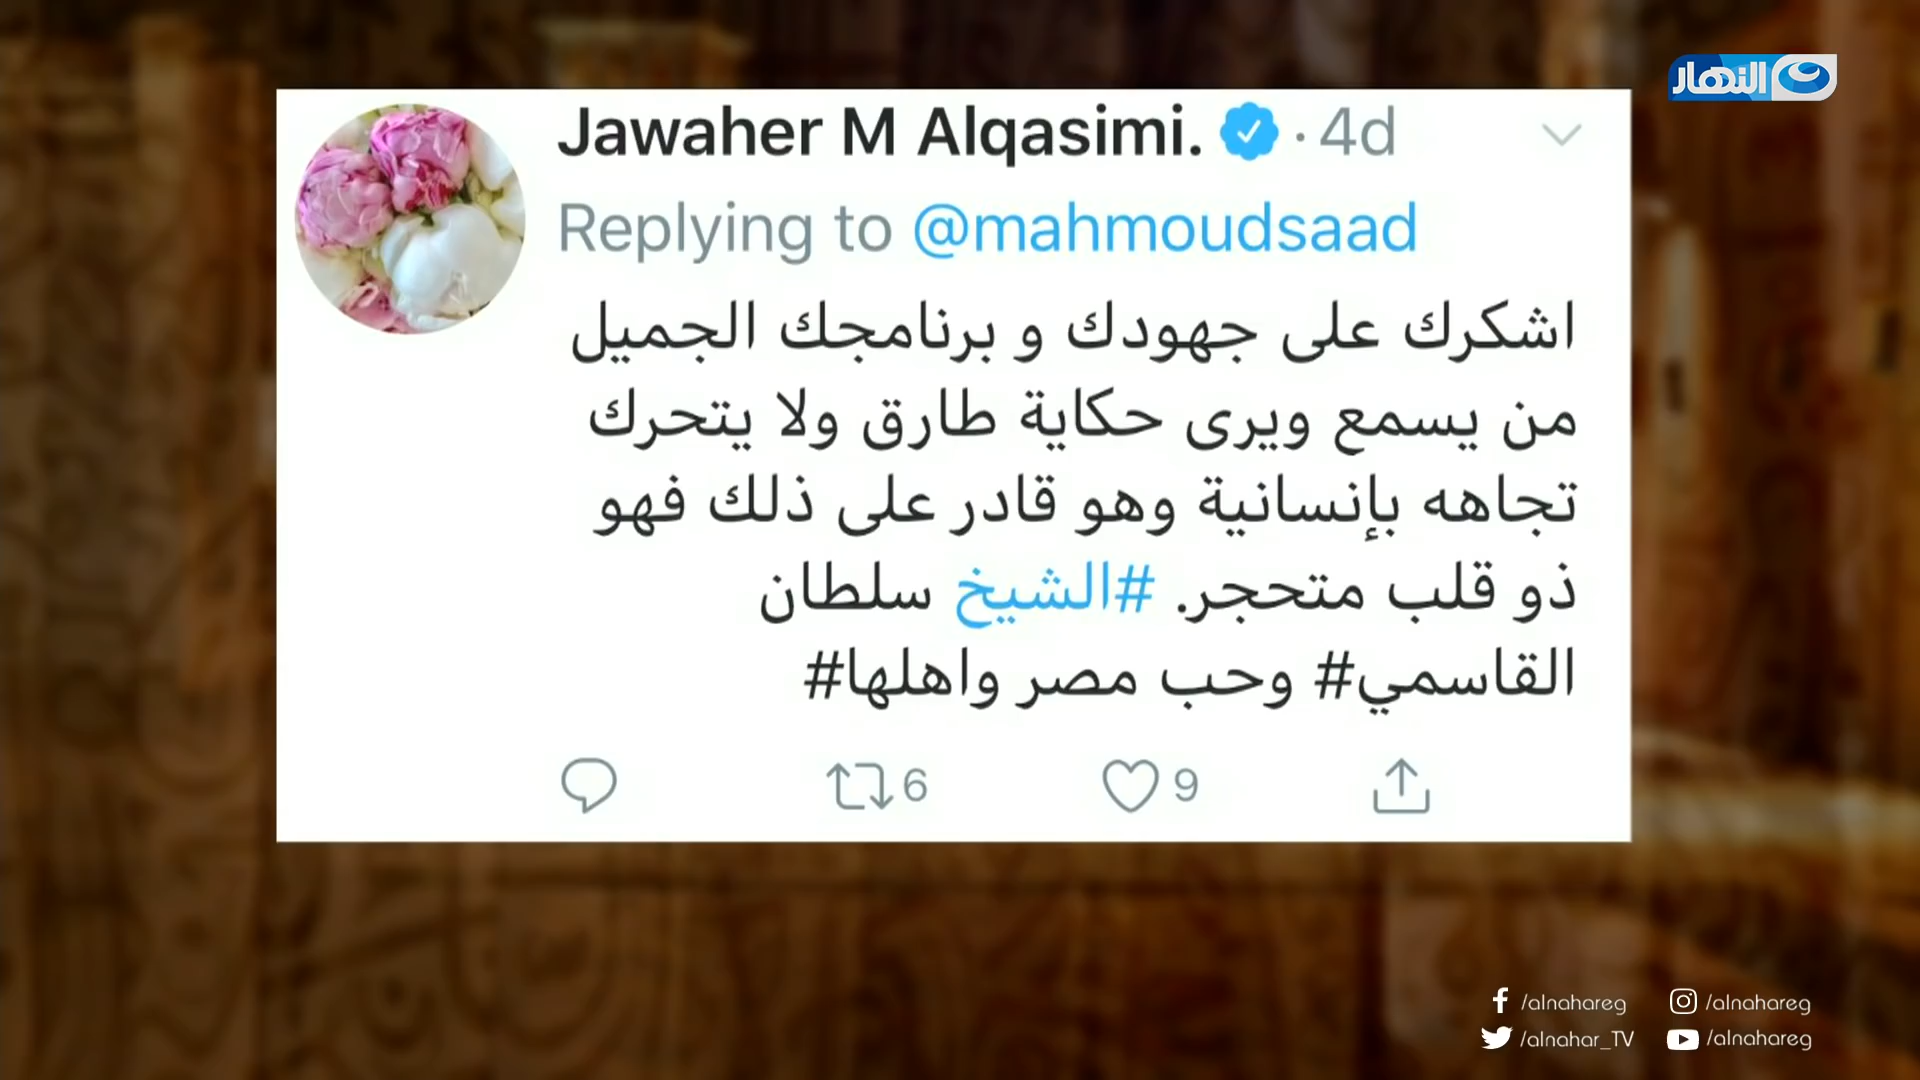 النهار
Jawaher M Alqasimi. · 4d
Replying to @mahmoudsaad
اشكرك على جهودك و برنامجك الجميل
من يسمع ويرى حكاية طارق ولا يتحرك
تجاهه بإنسانية وهو قادر على ذلك فهو
ذو قلب متحجر. #الشيخ سلطان
القاسمي# وحب مصر واهلها#
6 9
/alnahareg /alnahareg
/alnahar_TV /alnahareg